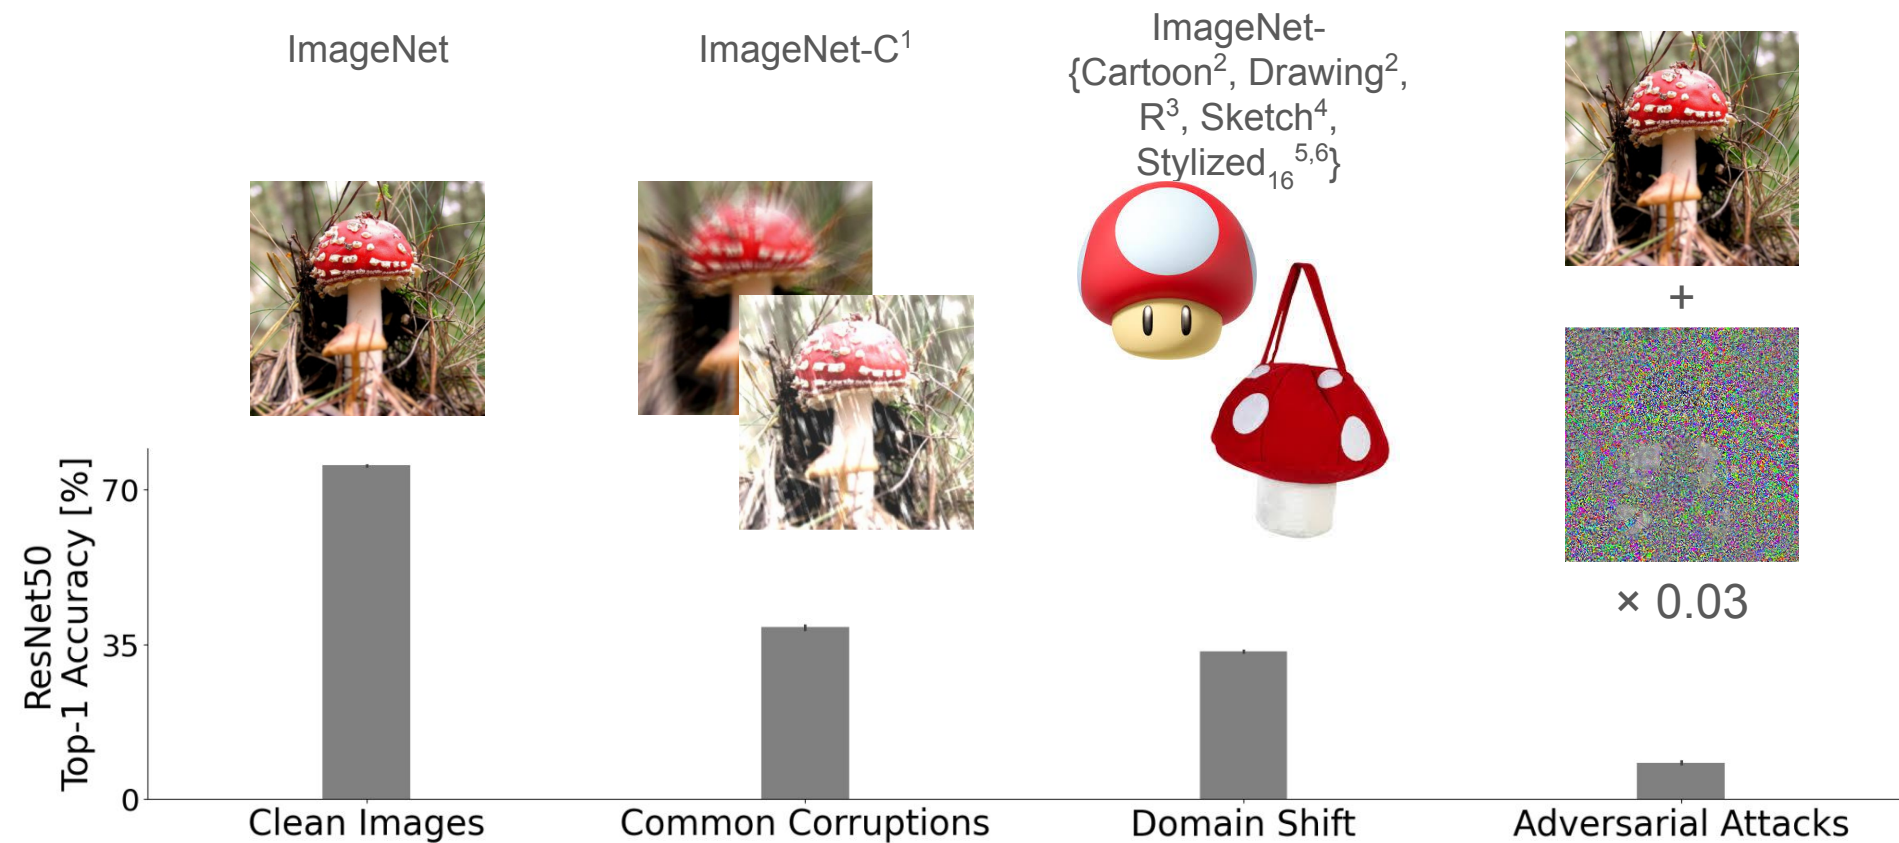 ImageNet
ImageNet-C¹
ImageNet-
{Cartoon², Drawing²,
R³, Sketch⁴,
Stylized₁₆⁵,⁶}
+
× 0.03
ResNet50
Top-1 Accuracy [%]
70
35
0
Clean Images
Common Corruptions
Domain Shift
Adversarial Attacks